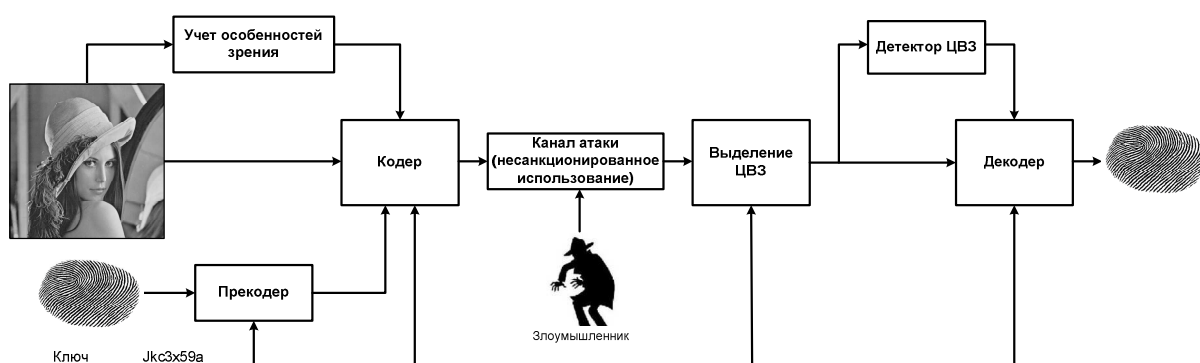 Учет особенностей
зрения
Детектор ЦВЗ
Кодер
Канал атаки
(несанкционированное
использование)
Выделение
ЦВЗ
Декодер
Прекодер
Злоумышленник
Ключ Jkc3x59a